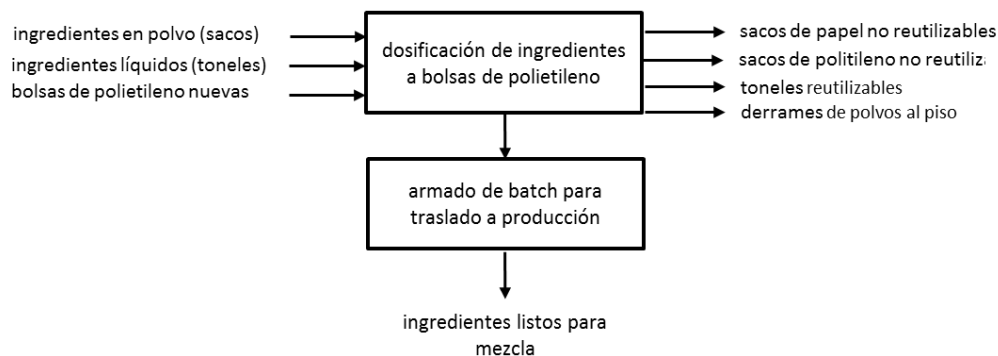 ingredientes en polvo (sacos)
ingredientes líquidos (toneles)
bolsas de polietileno nuevas
dosificación de ingredientes
a bolsas de polietileno
sacos de papel no reutilizables
sacos de politileno no
toneles reutilizables
derrames de polvos al piso
armado de batch para
traslado a producción
ingredientes listos para
mezcla